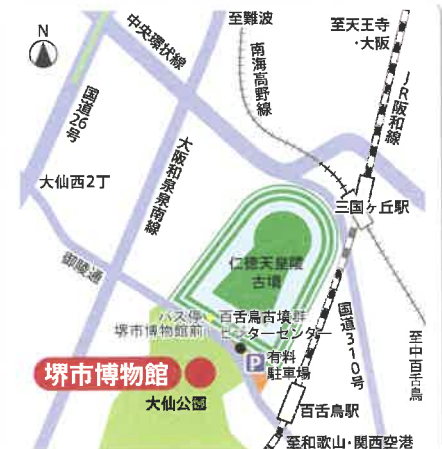 N
中央環状線
至難波
南海高野線
至天王寺
・大阪
JR阪和線
国道26号
大阪和泉泉南線
大仙西2丁
三国ヶ丘駅
御陵通
仁徳天皇陵
古墳
バス停
堺市博物館前
百舌鳥古墳群
ビジターセンター
国道310号
至中百舌鳥
P
有料
駐車場
堺市博物館
大仙公園
百舌鳥駅
至和歌山・関西空港